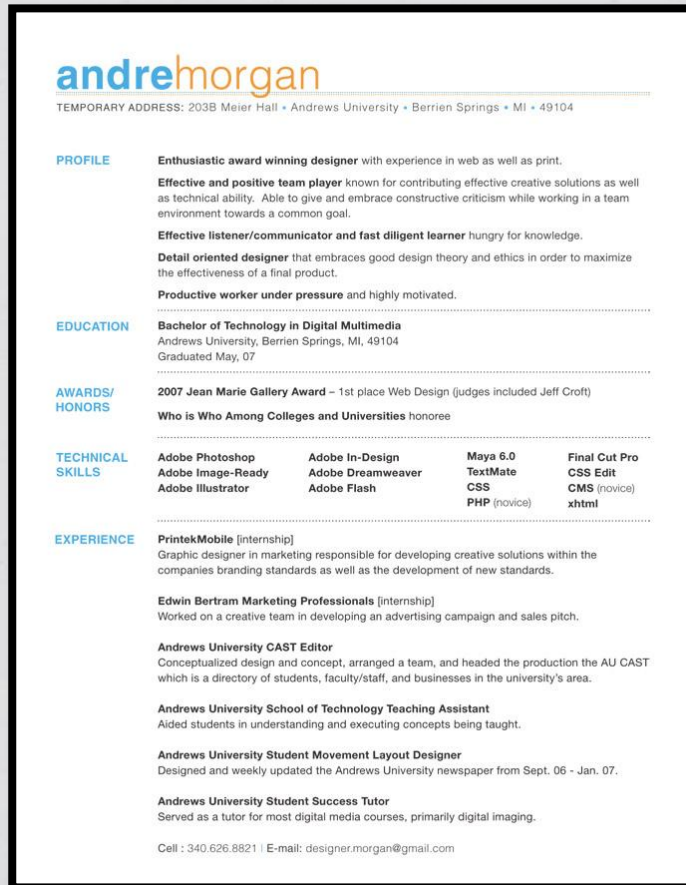 andremorgan
TEMPORARY ADDRESS: 203B Meier Hall • Andrews University • Berrien Springs • MI • 49104
PROFILE
Enthusiastic award winning designer with experience in web as well as print.
Effective and positive team player known for contributing effective creative solutions as well
as technical ability. Able to give and embrace constructive criticism while working in a team
environment towards a common goal.
Effective listener/communicator and fast diligent learner hungry for knowledge.
Detail oriented designer that embraces good design theory and ethics in order to maximize
the effectiveness of a final product.
Productive worker under pressure and highly motivated.
EDUCATION
Bachelor of Technology in Digital Multimedia
Andrews University, Berrien Springs, MI, 49104
Graduated May, 07
AWARDS/
HONORS
2007 Jean Marie Gallery Award – 1st place Web Design (judges included Jeff Croft)
Who is Who Among Colleges and Universities honoree
TECHNICAL
SKILLS
Adobe Photoshop
Adobe Image-Ready
Adobe Illustrator
Adobe In-Design
Adobe Dreamweaver
Adobe Flash
Maya 6.0
TextMate
CSS
PHP (novice)
Final Cut Pro
CSS Edit
CMS (novice)
xhtml
EXPERIENCE
PrintekMobile [internship]
Graphic designer in marketing responsible for developing creative solutions within the
companies branding standards as well as the development of new standards.
Edwin Bertram Marketing Professionals [internship]
Worked on a creative team in developing an advertising campaign and sales pitch.
Andrews University CAST Editor
Conceptualized design and concept, arranged a team, and headed the production the AU CAST
which is a directory of students, faculty/staff, and businesses in the university's area.
Andrews University School of Technology Teaching Assistant
Aided students in understanding and executing concepts being taught.
Andrews University Student Movement Layout Designer
Designed and weekly updated the Andrews University newspaper from Sept. 06 - Jan. 07.
Andrews University Student Success Tutor
Served as a tutor for most digital media courses, primarily digital imaging.
Cell : 340.626.8821 | E-mail: designer.morgan@gmail.com